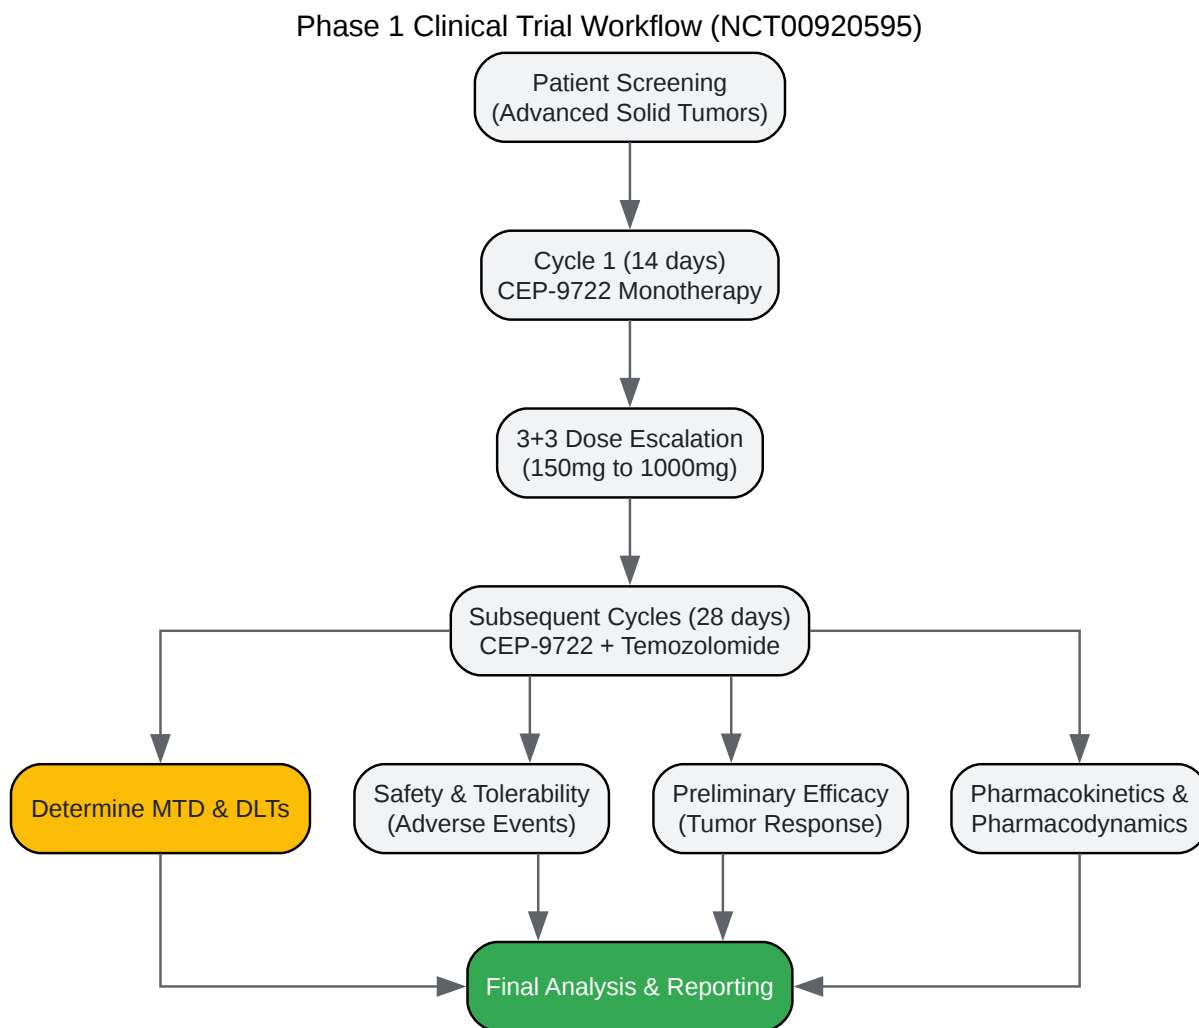 Phase 1 Clinical Trial Workflow (NCT00920595)
Patient Screening
(Advanced Solid Tumors)
Cycle 1 (14 days)
CEP-9722 Monotherapy
3+3 Dose Escalation
(150mg to 1000mg)
Subsequent Cycles (28 days)
CEP-9722 + Temozolomide
Determine MTD & DLTs
Safety & Tolerability
(Adverse Events)
Preliminary Efficacy
(Tumor Response)
Pharmacokinetics &
Pharmacodynamics
Final Analysis & Reporting